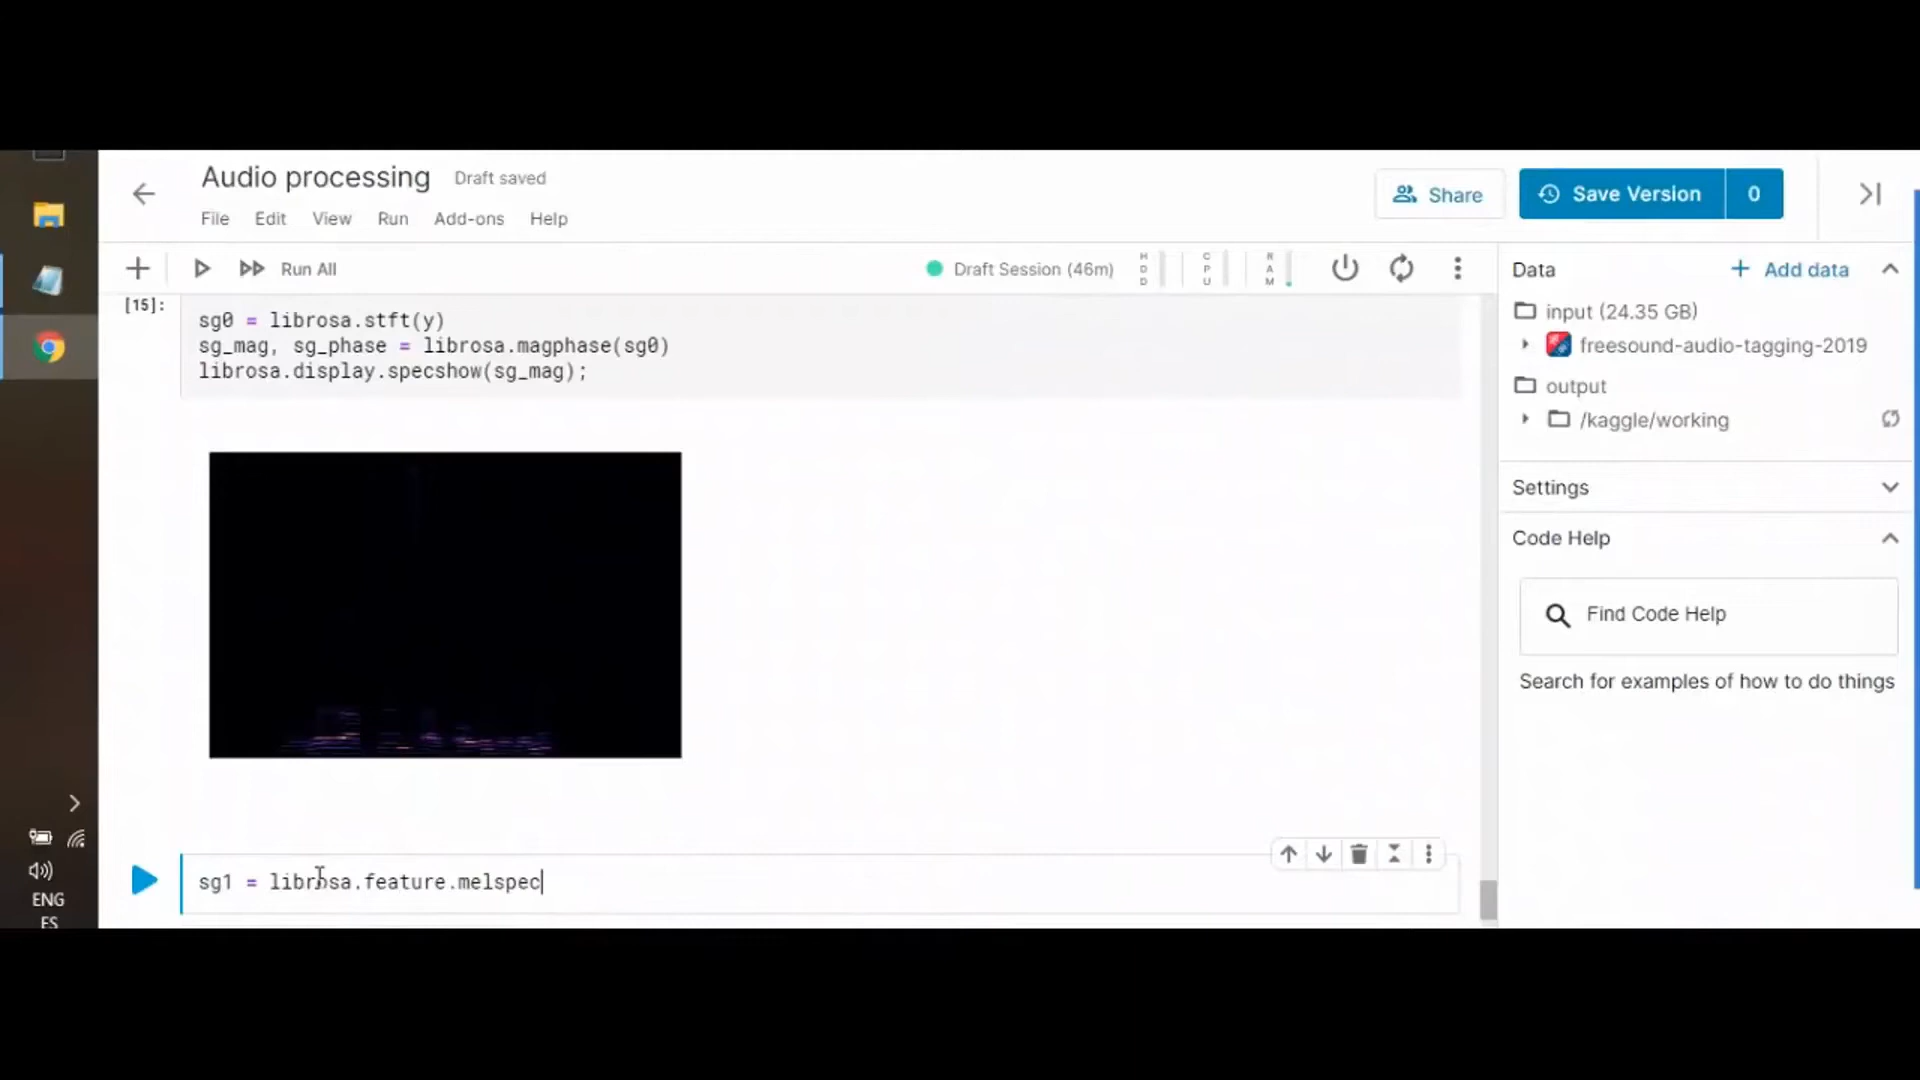 Audio processing Draft saved
File Edit View Run Add-ons Help
Share
Save Version 0
Run All
Draft Session (46m)
HDD
CPU
RAM
[15]:
sg0 = librosa.stft(y)
sg_mag, sg_phase = librosa.magphase(sg0)
librosa.display.specshow(sg_mag);
sg1 = librosa.feature.melspec
Data
Add data
input (24.35 GB)
freesound-audio-tagging-2019
output
/kaggle/working
Settings
Code Help
Find Code Help
Search for examples of how to do things
ENG
ES